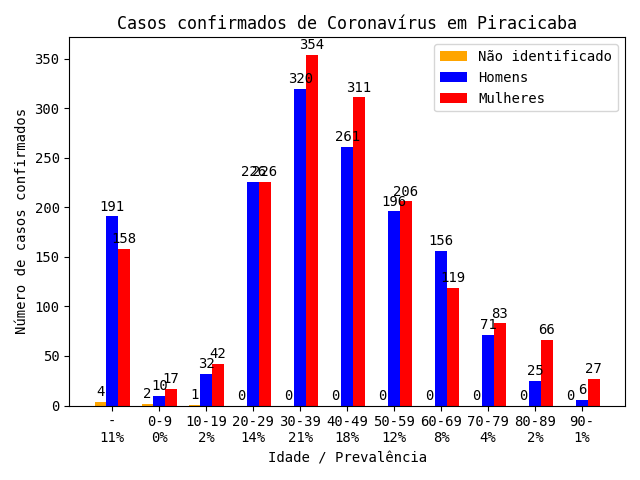 Casos confirmados de Coronavírus em Piracicaba
Não identificado
Homens
Mulheres
Número de casos confirmados
350
300
250
200
150
100
50
0
4 191 158
2 10 17
1 32 42
0 226 226
0 320 354
0 261 311
0 196 206
0 156 119
0 71 83
0 25 66
0 6 27
- 0-9 10-19 20-29 30-39 40-49 50-59 60-69 70-79 80-89 90-
11% 0% 2% 14% 21% 18% 12% 8% 4% 2% 1%
Idade / Prevalência